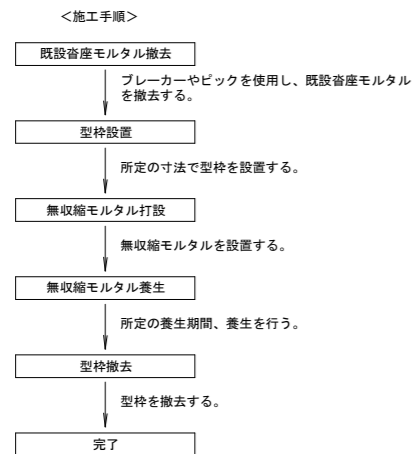 ＜施工手順＞
既設沓座モルタル撤去
ブレーカーやピックを使用し、既設沓座モルタル
を撤去する。
型枠設置
所定の寸法で型枠を設置する。
無収縮モルタル打設
無収縮モルタルを設置する。
無収縮モルタル養生
所定の養生期間、養生を行う。
型枠撤去
型枠を撤去する。
完了